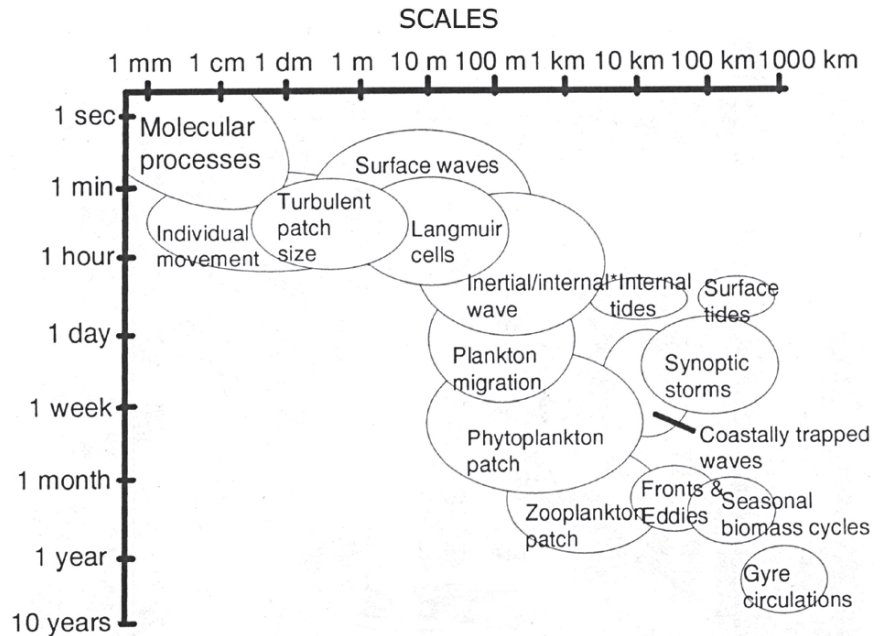 SCALES
1 mm 1 cm 1 dm 1 m 10 m 100 m 1 km 10 km 100 km 1000 km
1 sec
Molecular
processes
Surface waves
1 min
Turbulent
patch
size
Individual
movement
Langmuir
cells
1 hour
Inertial/internal*Internal
wave
tides
Surface
tides
1 day
Plankton
migration
Synoptic
storms
1 week
Phytoplankton
patch
Coastally trapped
waves
1 month
Fronts &
Eddies
Seasonal
biomass cycles
Zooplankton
patch
1 year
Gyre
circulations
10 years